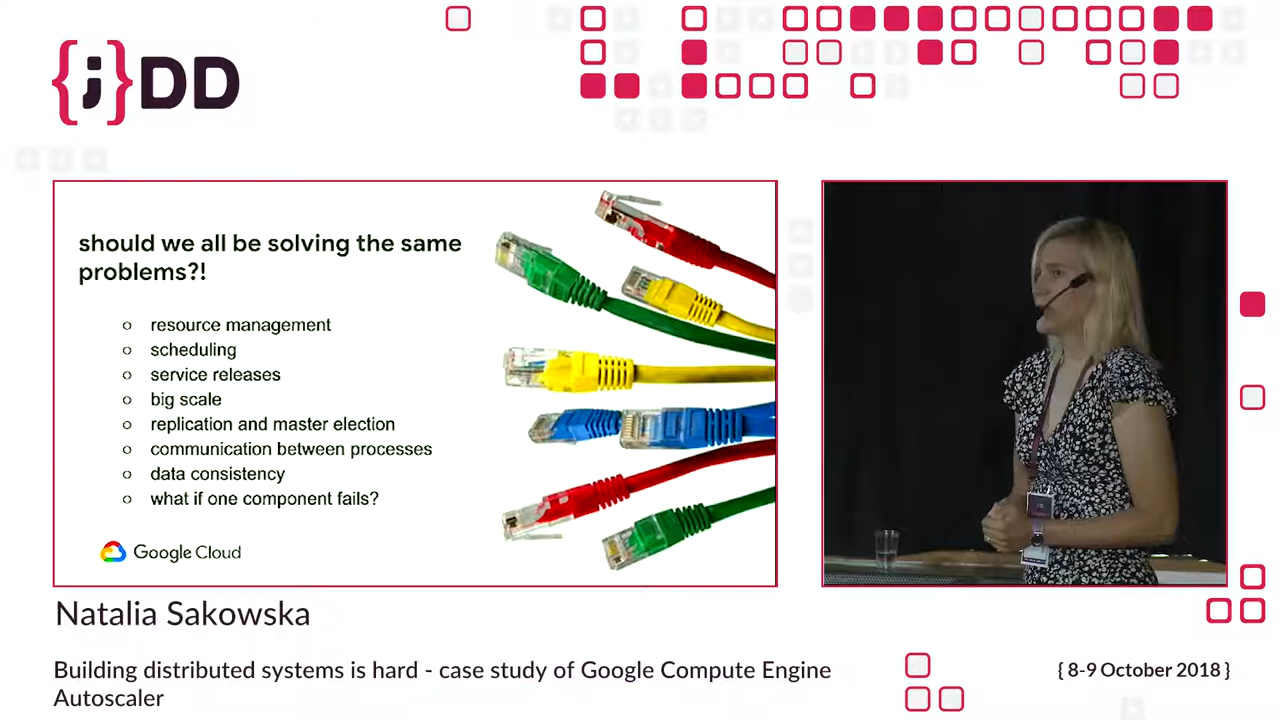 {j}DD
should we all be solving the same
problems?!
resource management
scheduling
service releases
big scale
replication and master election
communication between processes
data consistency
what if one component fails?
Google Cloud
Natalia Sakowska
Building distributed systems is hard - case study of Google Compute Engine
Autoscaler
{ 8-9 October 2018 }